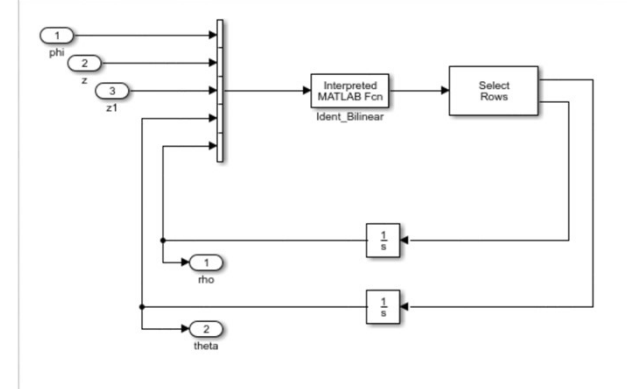 1
phi
2
z
3
z1
Interpreted
MATLAB Fcn
Ident_Bilinear
Select
Rows
1
s
1
rho
1
s
2
theta